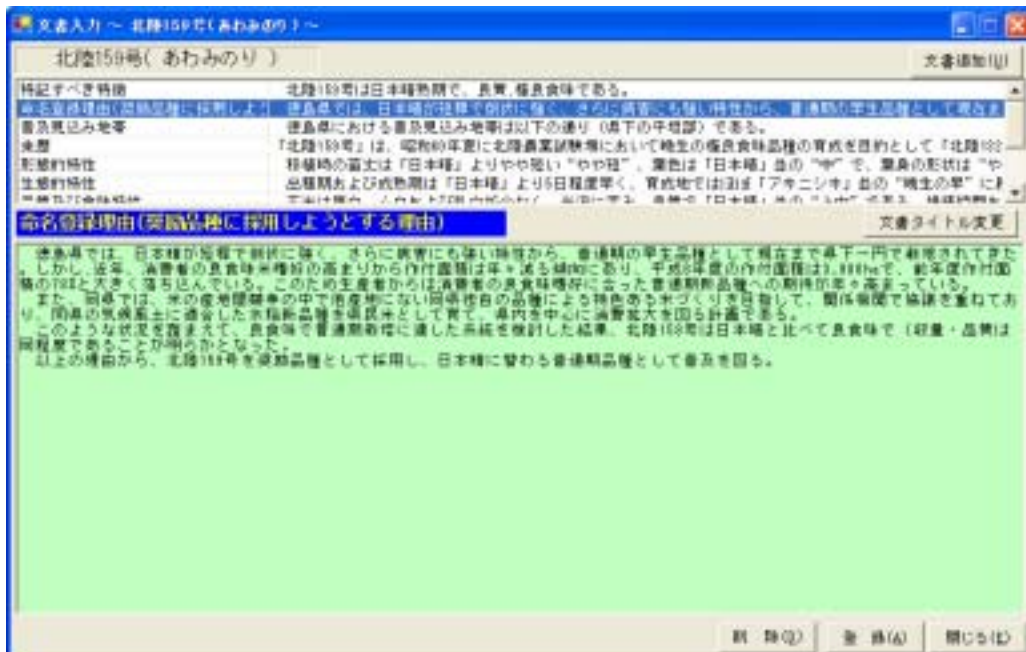 文書入力 ～ 北陸159号(あわみのり) ～
北陸159号( あわみのり )
文書追加(U)
特記すべき特徴 北陸159号は日本晴熟期で、良質,極良食味である。
命名登録理由(奨励品種に採用しよう 徳島県では、日本晴が短稈で倒伏に強く、さらに病害にも強い特性から、普通期の早生品種として現在ま
普及見込み地帯 徳島県における普及見込み地帯は以下の通り（県下の平坦部）である。
来歴 「北陸159号」は、昭和60年夏に北陸農業試験場において晩生の極良食味品種の育成を目的として「北陸132
形態的特性 移植時の苗丈は「日本晴」よりやや短い“やや短”、葉色は「日本晴」並の“中”で、葉身の形状は“や
生態的特性 出穂期および成熟期は「日本晴」より5日程度早く、育成地ではほぼ「アキニシキ」並の“晩生の早”に
品質及び食味特性
命名登録理由(奨励品種に採用しようとする理由)
文書タイトル変更
徳島県では、日本晴が短稈で倒伏に強く、さらに病害にも強い特性から、普通期の早生品種として現在まで県下一円で栽培されてきた
。しかし、近年、消費者の良食味米嗜好の高まりから作付面積は年々減る傾向にあり、平成8年度の作付面積は haで、前年度作付面
積の78%と大きく落ち込んでいる。このため生産者からは消費者の良食味嗜好に合った普通期新品種への期待が年々高まっている。
また、同県では、米の産地間競争の中で他産地にない同県独自の品種による特色ある米づくりを目指して、関係機関で協議を重ねてお
り、同県の気候風土に適合した水稲新品種を県民米として育て、県内を中心に消費拡大を図る計画である。
このような状況を踏まえて、良食味で普通期栽培に適した系統を検討した結果、北陸159号は日本晴と比べて良食味で（収量・品質は
同程度であることが明らかとなった。
以上の理由から、北陸159号を奨励品種として採用し、日本晴に替わる普通期品種として普及を図る。
削 除(D)
登 録(A)
閉じる(E)